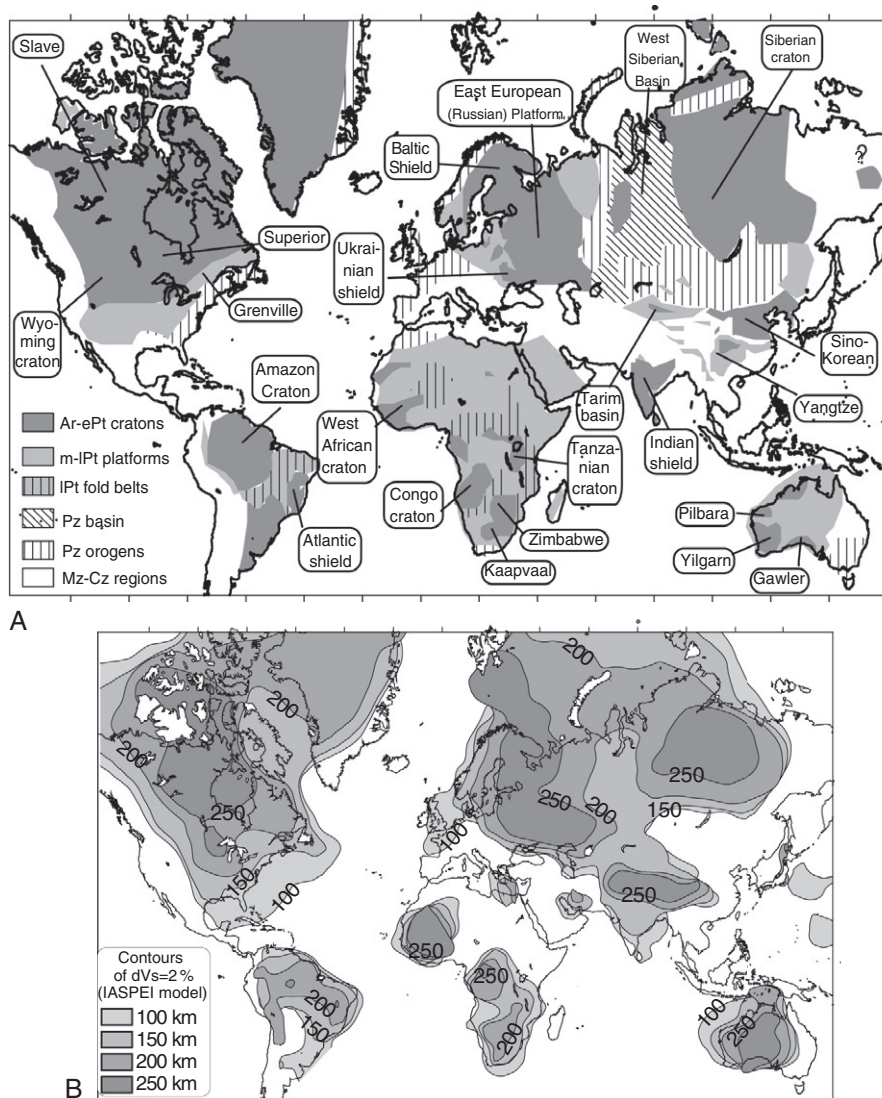 A
Slave
West
Siberian
Basin
Siberian
craton
East European
(Russian) Platform
Baltic
Shield
?
Superior
Ukrai-
nian
shield
Grenville
Wyo-
ming
craton
Sino-
Korean
Amazon
Craton
Tarim
basin
Yangtze
West
African
craton
Tanza-
nian
craton
Indian
shield
Congo
craton
Pilbara
Atlantic
shield
Zimbabwe
Kaapvaal
Yilgarn
Gawler
Ar-ePt cratons
m-lPt platforms
lPt fold belts
Pz basin
Pz orogens
Mz-Cz regions
A
200
200
200
250
250
250
200
150
100
150
100
250
250
250
200
150
200
100
250
Contours
of dVs=2 %
(IASPEI model)
100 km
150 km
200 km
250 km
B